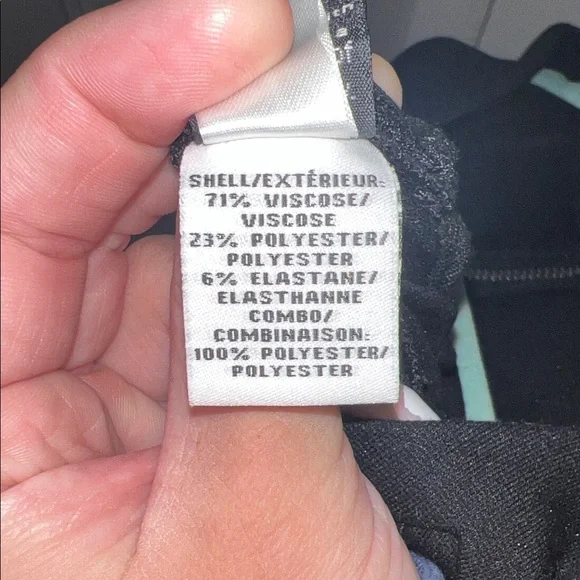 SHELL/EXTÉRIEUR:
71% VISCOSE/
VISCOSE
23% POLYESTER/
POLYESTER
6% ELASTANE/
ELASTHANNE
COMBO/
COMBINAISON:
100% POLYESTER/
POLYESTER